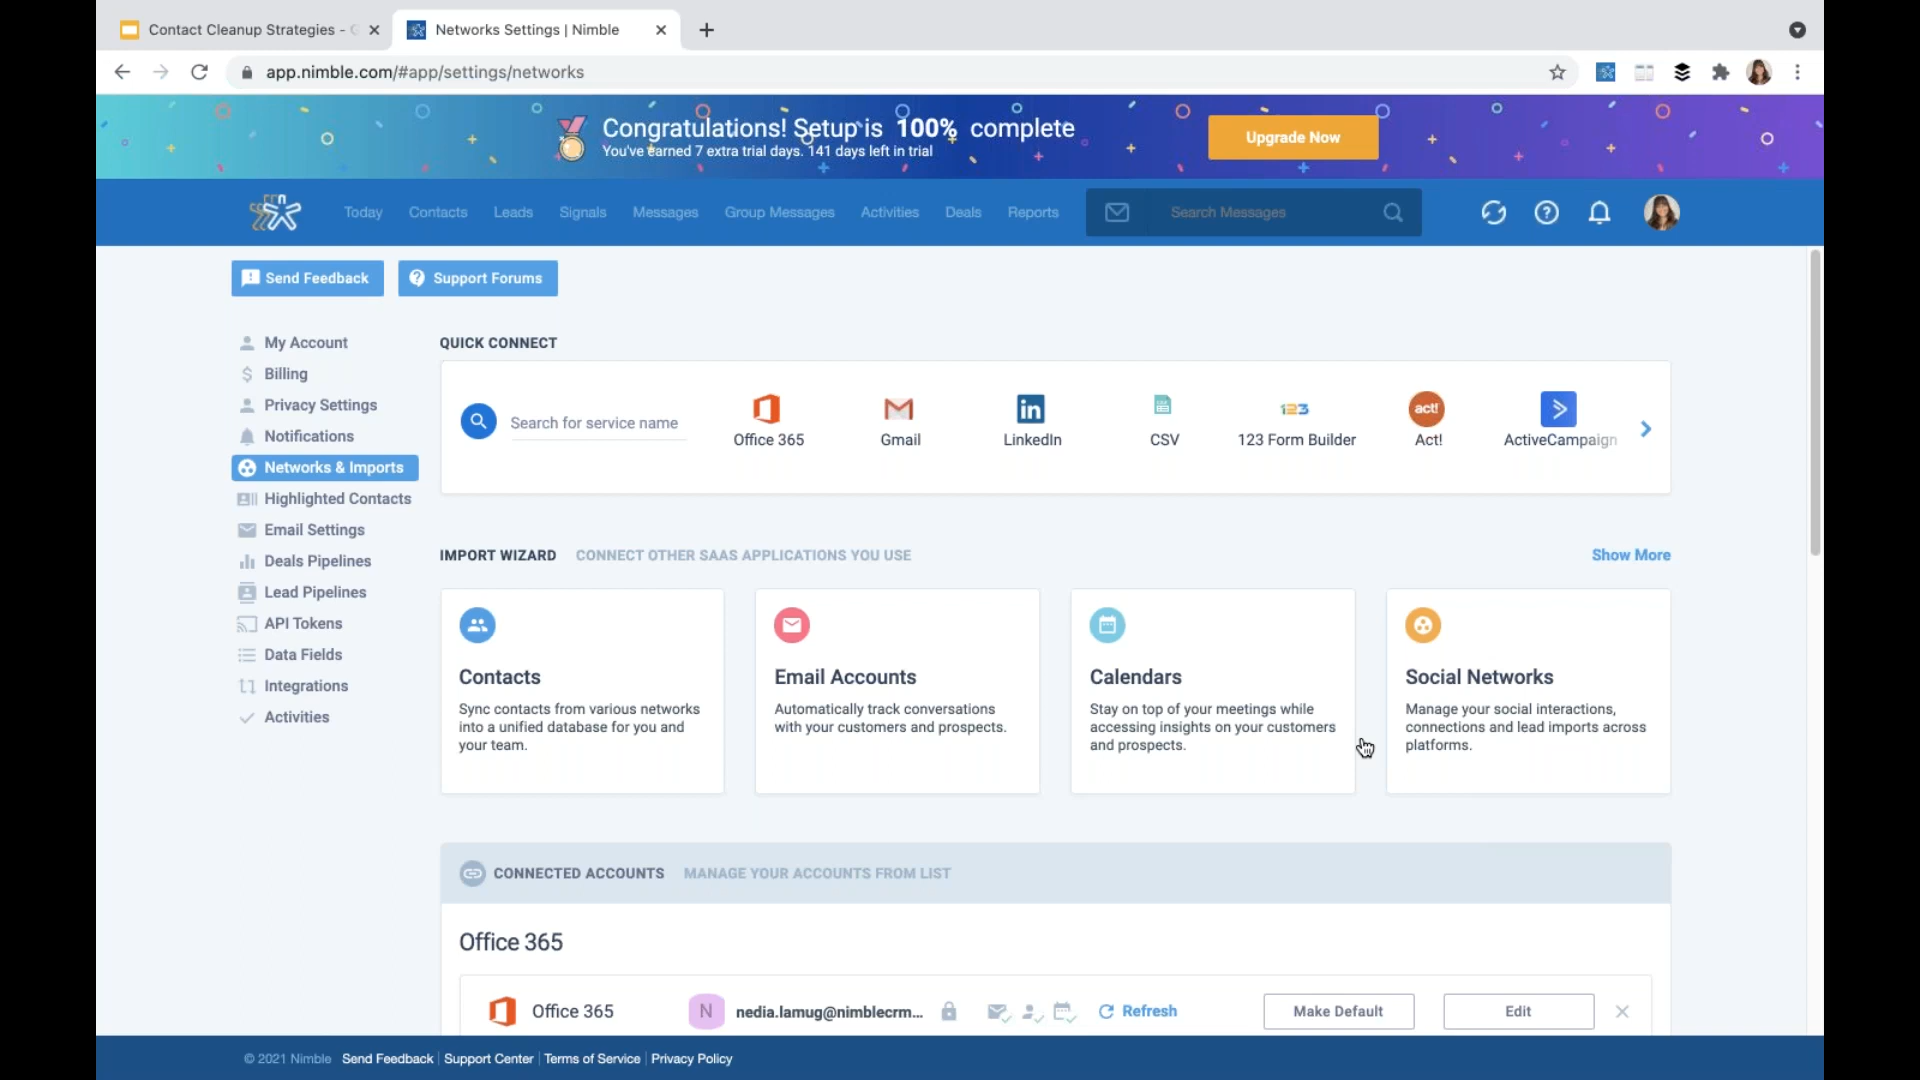 Contact Cleanup Strategies -
Networks Settings | Nimble
app.nimble.com/#app/settings/networks
Congratulations! Setup is 100% complete
You've earned 7 extra trial days. 141 days left in trial
Upgrade Now
Today Contacts Leads Signals Messages Group Messages Activities Deals Reports
Search Messages
Send Feedback
Support Forums
My Account
Billing
Privacy Settings
Notifications
Networks & Imports
Highlighted Contacts
Email Settings
Deals Pipelines
Lead Pipelines
API Tokens
Data Fields
Integrations
Activities
QUICK CONNECT
Search for service name
Office 365
Gmail
LinkedIn
CSV
123
123 Form Builder
act!
Act!
ActiveCampaign
IMPORT WIZARD CONNECT OTHER SAAS APPLICATIONS YOU USE
Show More
Contacts
Sync contacts from various networks
into a unified database for you and
your team.
Email Accounts
Automatically track conversations
with your customers and prospects.
Calendars
Stay on top of your meetings while
accessing insights on your customers
and prospects.
Social Networks
Manage your social interactions,
connections and lead imports across
platforms.
CONNECTED ACCOUNTS MANAGE YOUR ACCOUNTS FROM LIST
Office 365
Office 365
N
nedia.lamug@nimblecrm...
Refresh
Make Default
Edit
© 2021 Nimble Send Feedback | Support Center | Terms of Service | Privacy Policy